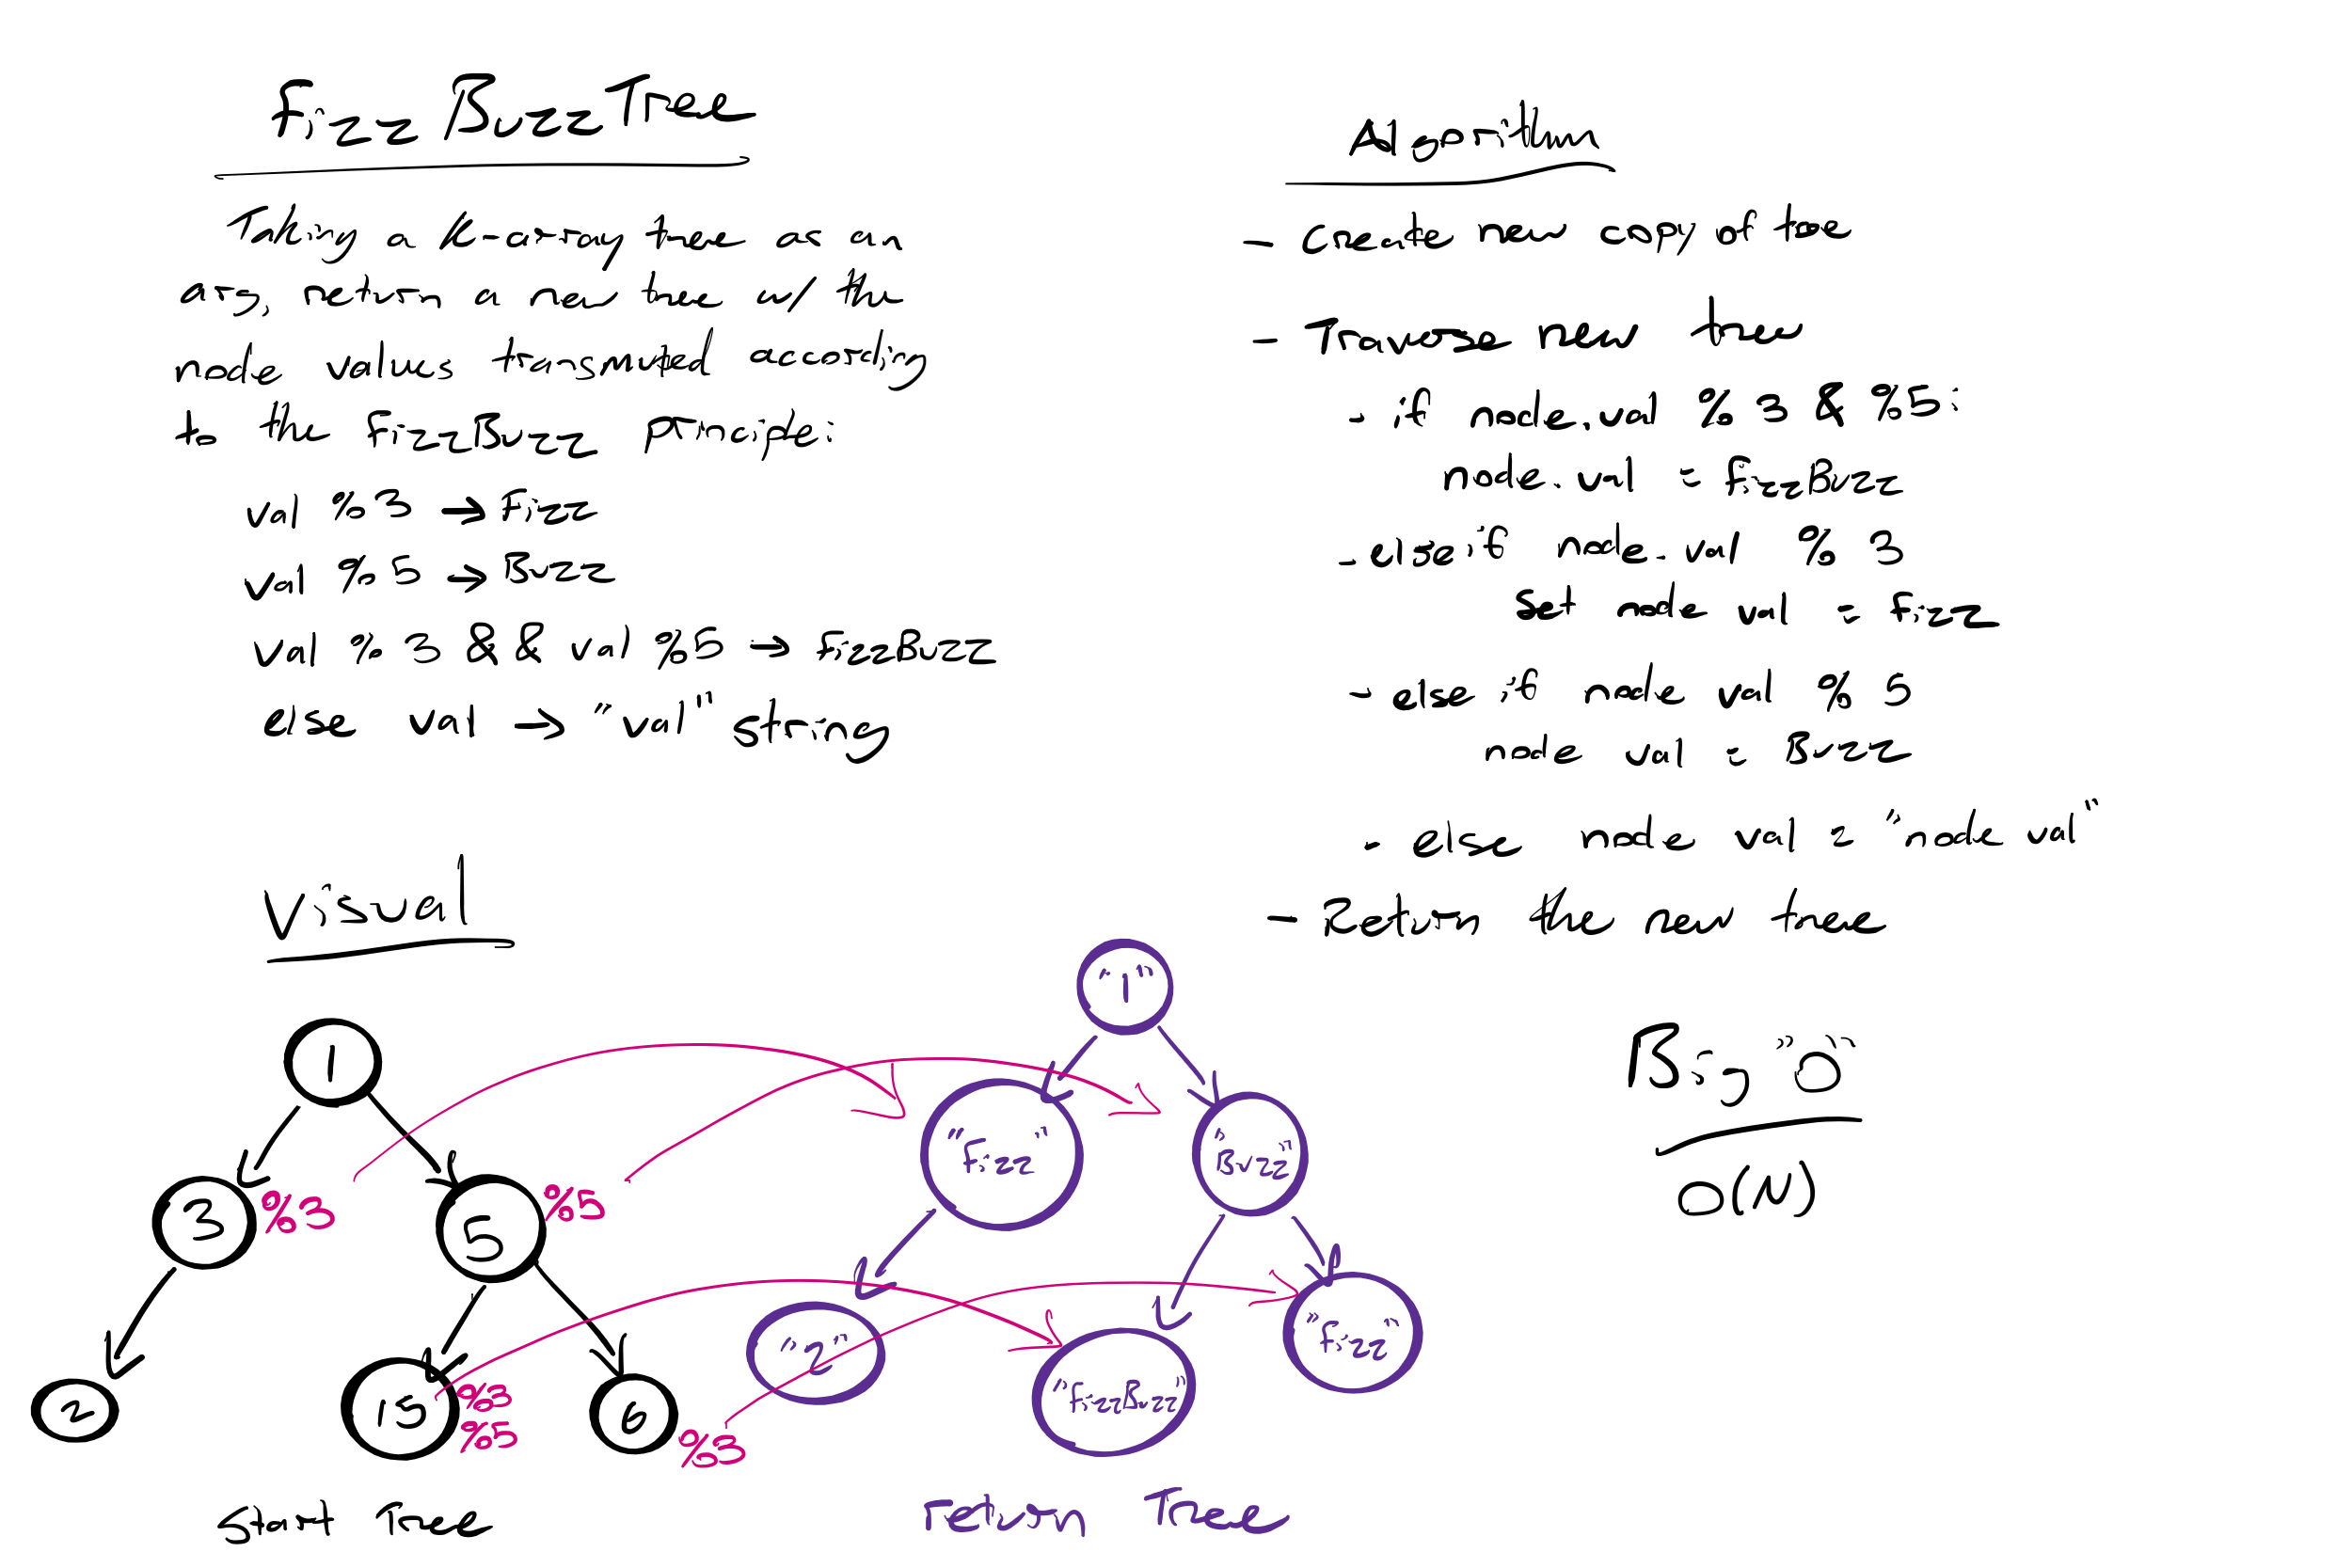 FizzBuzzTree
Taking a K-array tree as an
arg, return a new tree w/ the
node values transmuted according
to the FizzBuzz principle:
val %3 → Fizz
val %5 → Buzz
val % 3 && val %5 → FizzBuzz
else val → "val" string
Algorithm
- Create new copy of tree
- Traverse new tree
- if node.val % 3 & %5:
node.val = FizzBuzz
- else if node.val % 3
Set node val = Fizz
- else if node val % 5
node val = Buzz
- else node val = "node val"
- Return the new tree
Visual
1
3 %3
5 %5
2
15 %3
%5
6 %3
Start Tree
"1"
"Fizz"
"Buzz"
"2"
"FizzBuzz"
"Fizz"
return Tree
Big "O"
O(N)